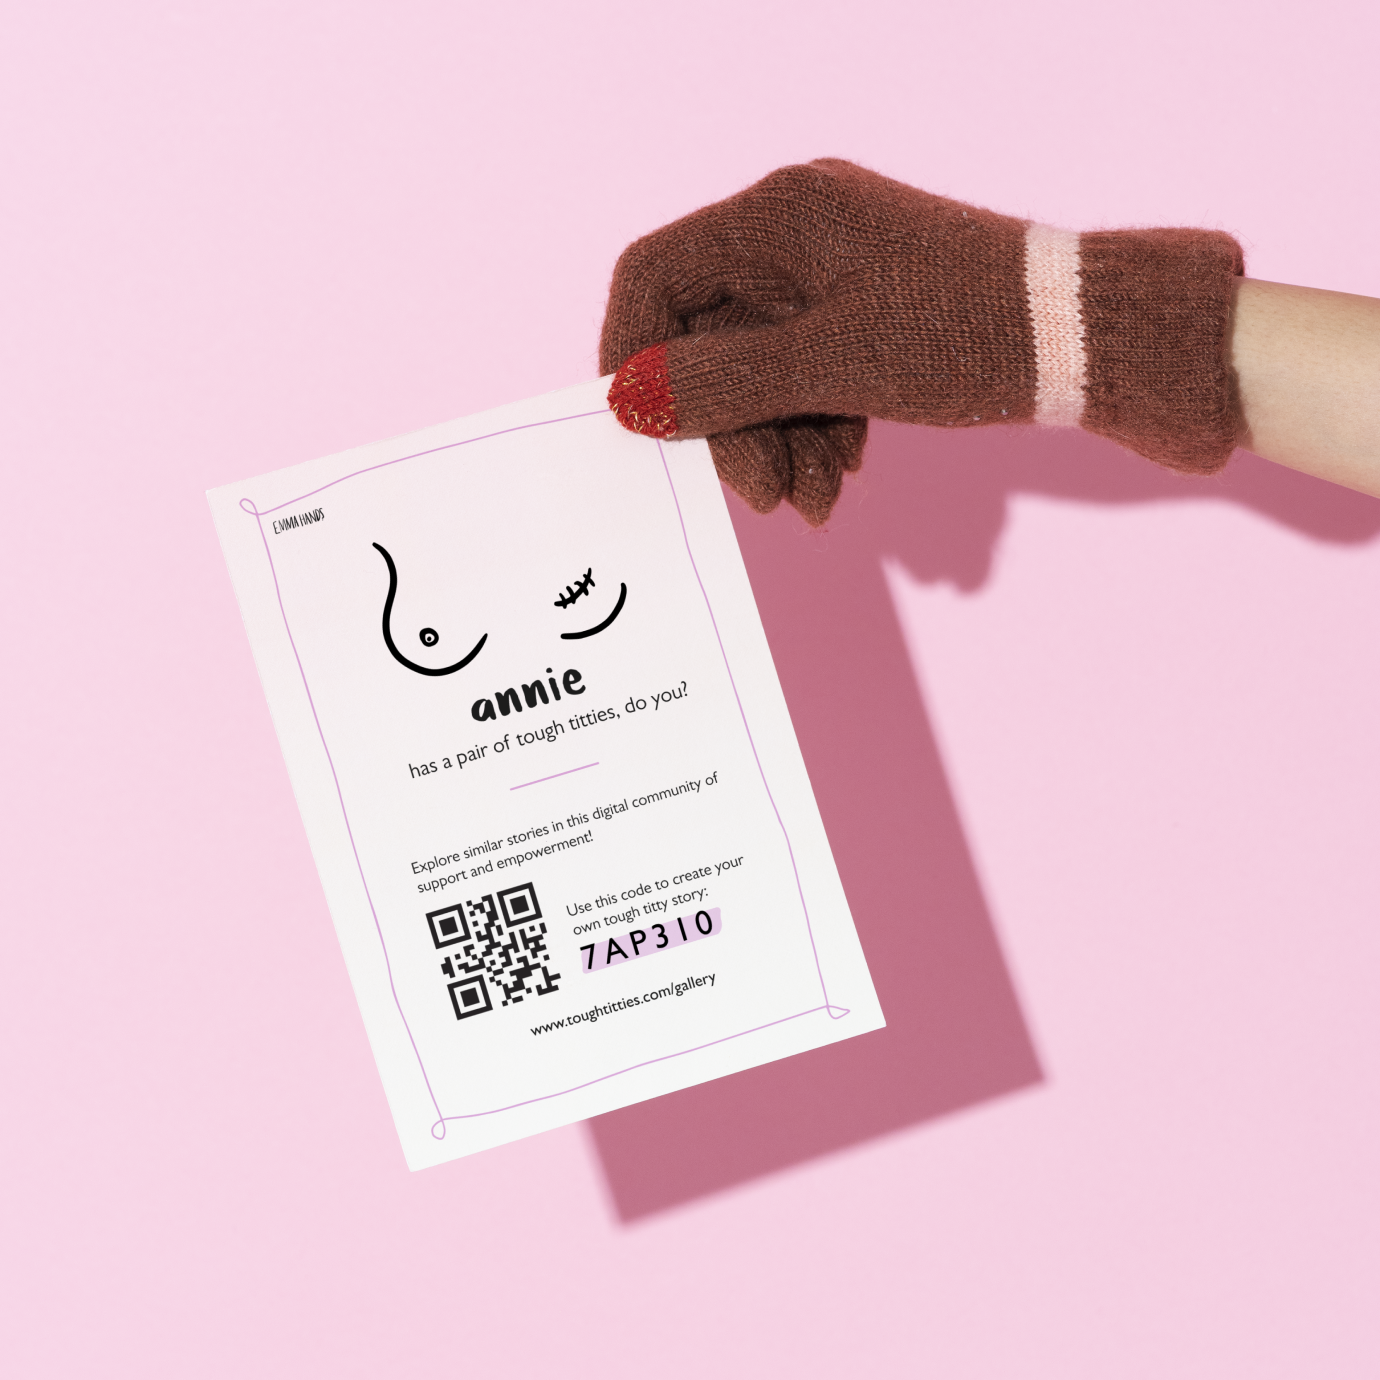 EMMA HANDS
annie
has a pair of tough titties, do you?
Explore similar stories in this digital community of
support and empowerment!
Use this code to create your
own tough titty story:
7AP310
www.toughtitties.com/gallery